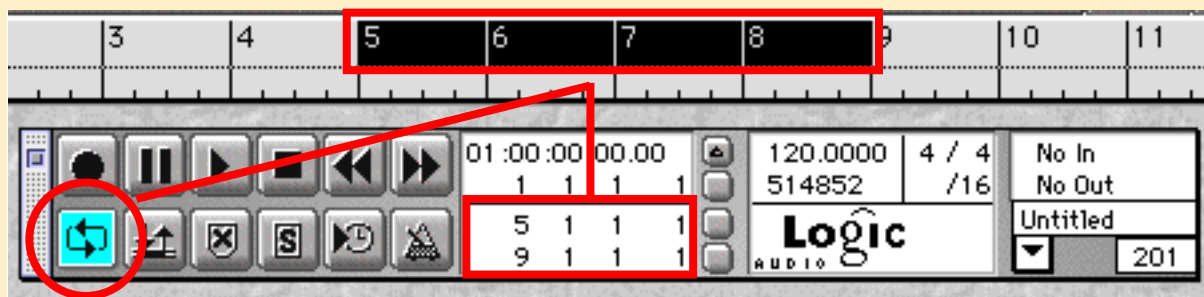 3 4 5 6 7 8 9 10 11
01:00:00:00.00
1 1 1 1
5 1 1 1
9 1 1 1
120.0000 4 / 4
514852 /16
Logic
AUDIO
No In
No Out
Untitled
201
S